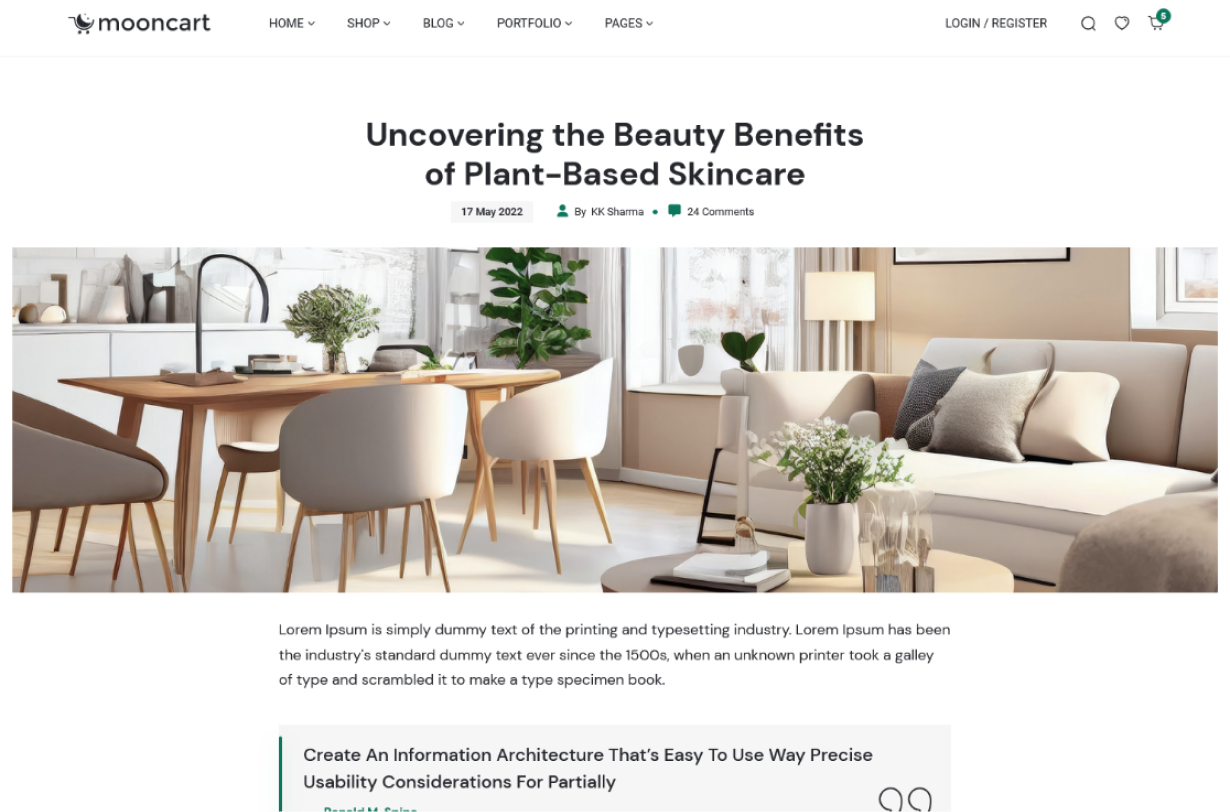 mooncart
HOME SHOP BLOG PORTFOLIO PAGES LOGIN / REGISTER 5
Uncovering the Beauty Benefits
of Plant-Based Skincare
17 May 2022 By KK Sharma • 24 Comments
Lorem Ipsum is simply dummy text of the printing and typesetting industry. Lorem Ipsum has been
the industry's standard dummy text ever since the 1500s, when an unknown printer took a galley
of type and scrambled it to make a type specimen book.
Create An Information Architecture That's Easy To Use Way Precise
Usability Considerations For Partially